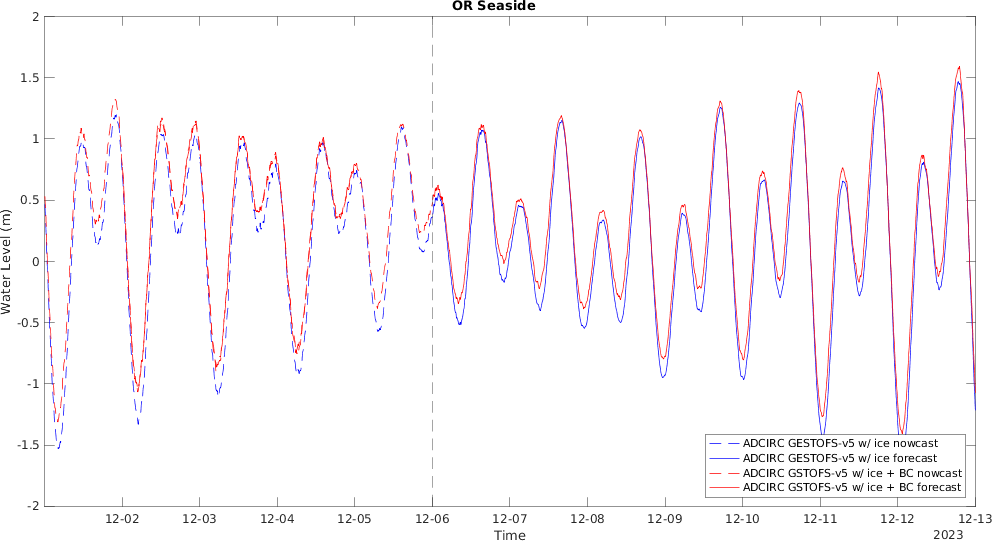 OR Seaside
2
1.5
1
0.5
0
-0.5
-1
-1.5
-2
Water Level (m)
ADCIRC GESTOFS-v5 w/ ice nowcast
ADCIRC GESTOFS-v5 w/ ice forecast
ADCIRC GSTOFS-v5 w/ ice + BC nowcast
ADCIRC GSTOFS-v5 w/ ice + BC forecast
12-02 12-03 12-04 12-05 12-06 12-07 12-08 12-09 12-10 12-11 12-12 12-13
Time 2023